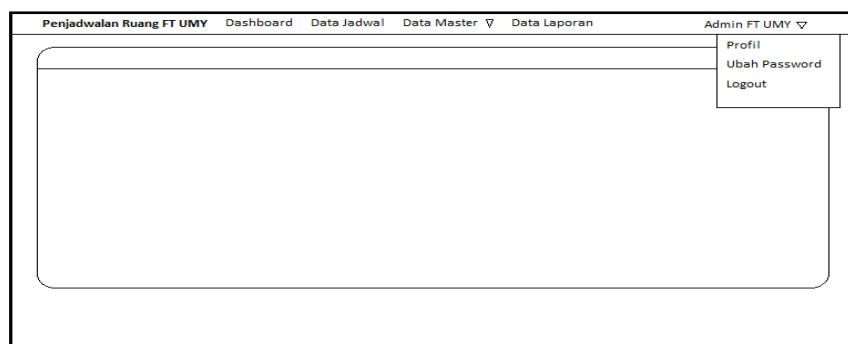 Penjadwalan Ruang FT UMY Dashboard Data Jadwal Data Master Data Laporan Admin FT UMY
Profil
Ubah Password
Logout